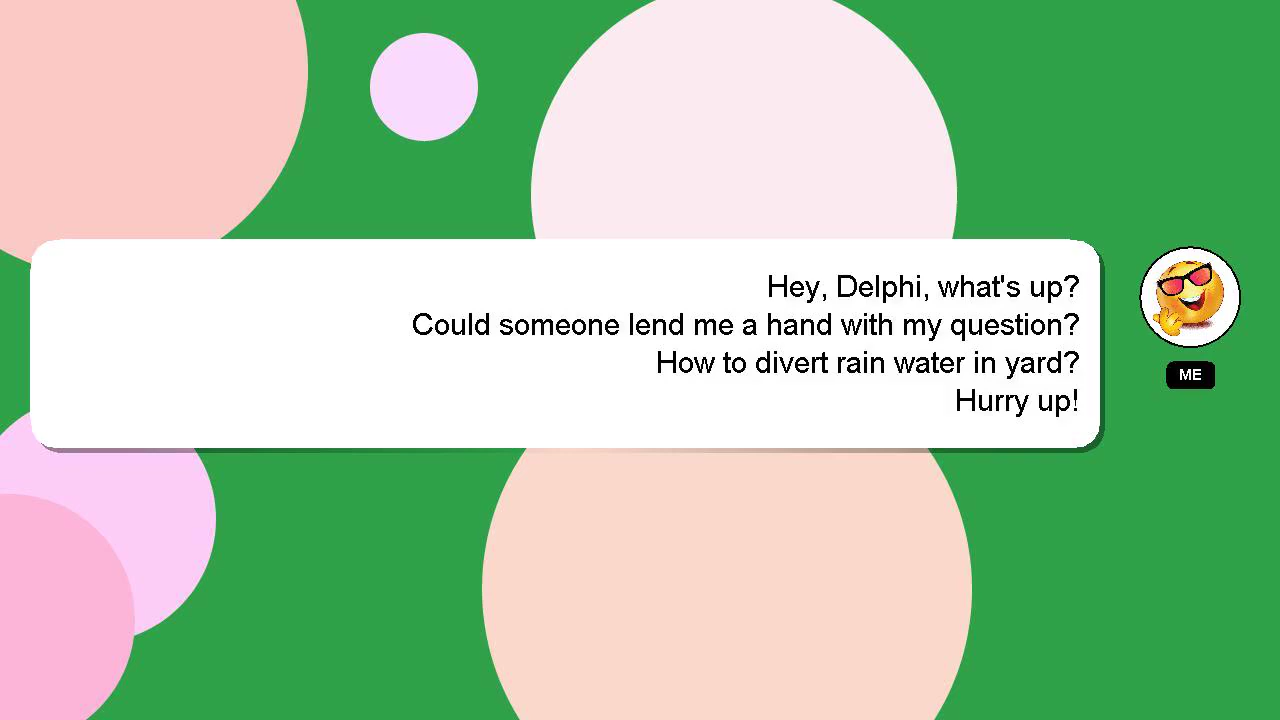 Hey, Delphi, what's up?
Could someone lend me a hand with my question?
How to divert rain water in yard?
Hurry up!
ME